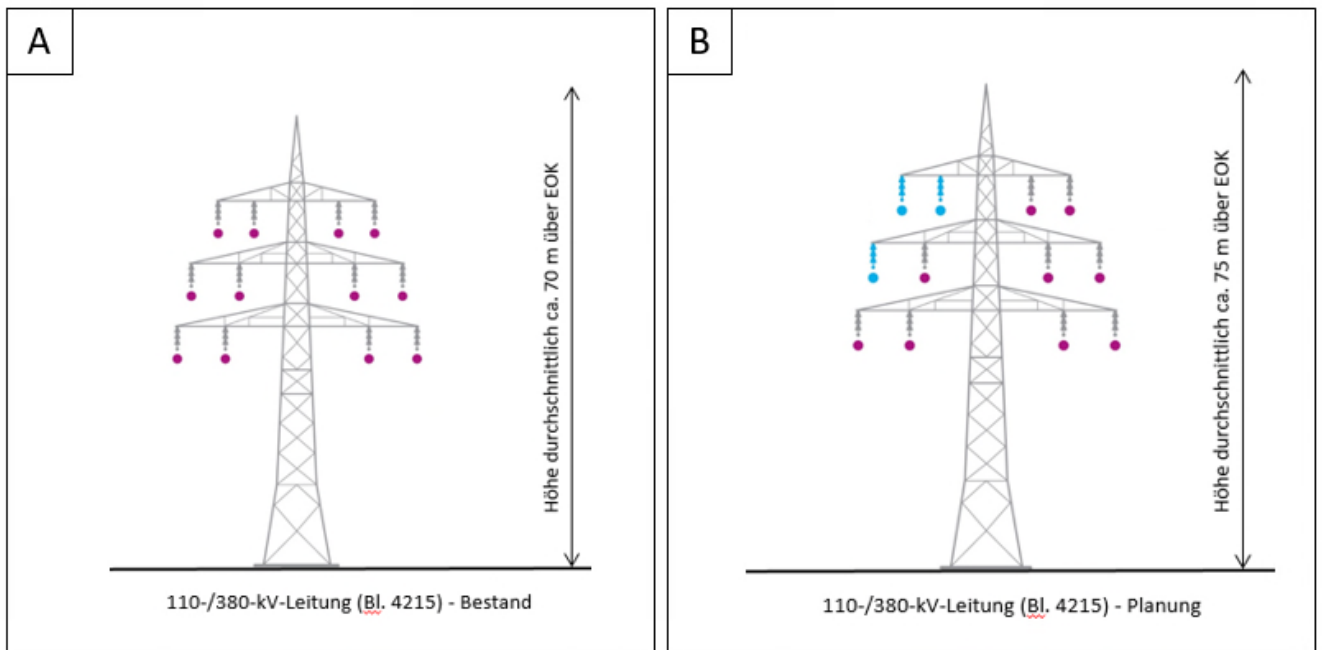 A
Höhe durchschnittlich ca. 70 m über EOK
110-/380-kV-Leitung (Bl. 4215) - Bestand
B
Höhe durchschnittlich ca. 75 m über EOK
110-/380-kV-Leitung (Bl. 4215) - Planung